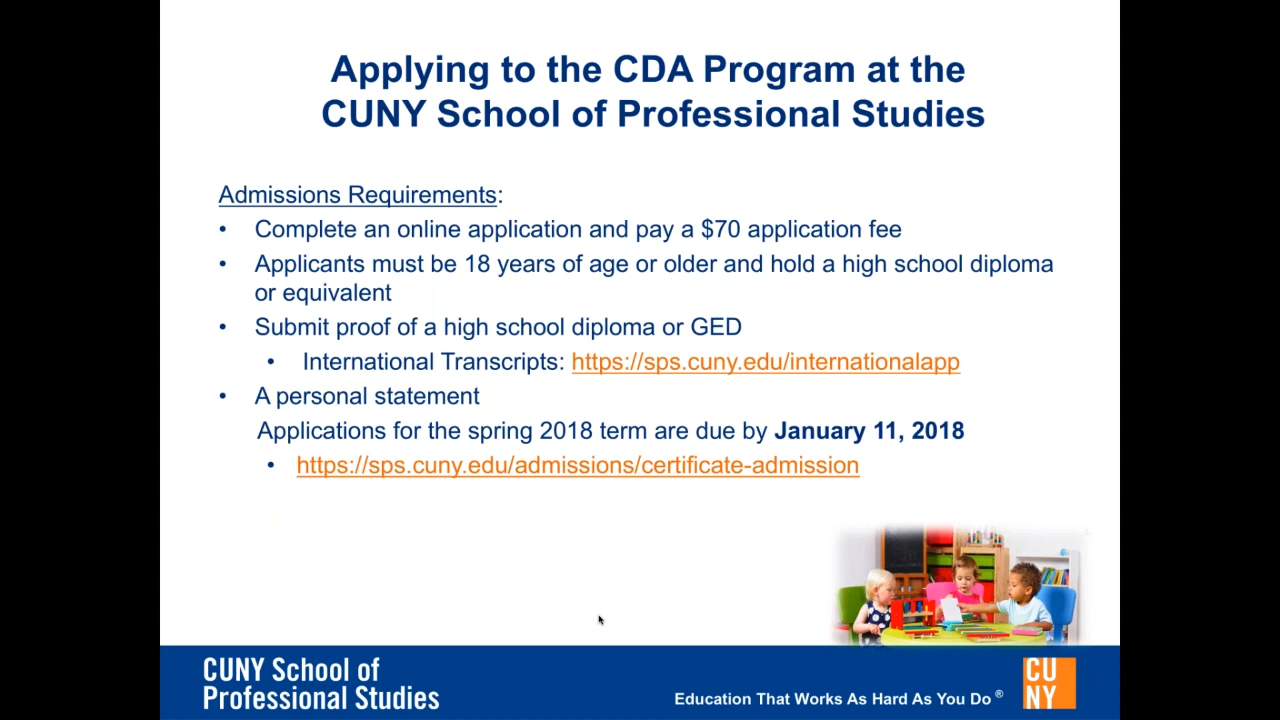 Applying to the CDA Program at the
CUNY School of Professional Studies
Admissions Requirements:
• Complete an online application and pay a $70 application fee
• Applicants must be 18 years of age or older and hold a high school diploma
or equivalent
• Submit proof of a high school diploma or GED
• International Transcripts: https://sps.cuny.edu/internationalapp
• A personal statement
Applications for the spring 2018 term are due by January 11, 2018
• https://sps.cuny.edu/admissions/certificate-admission
CUNY School of
Professional Studies
Education That Works As Hard As You Do ®
CU
NY